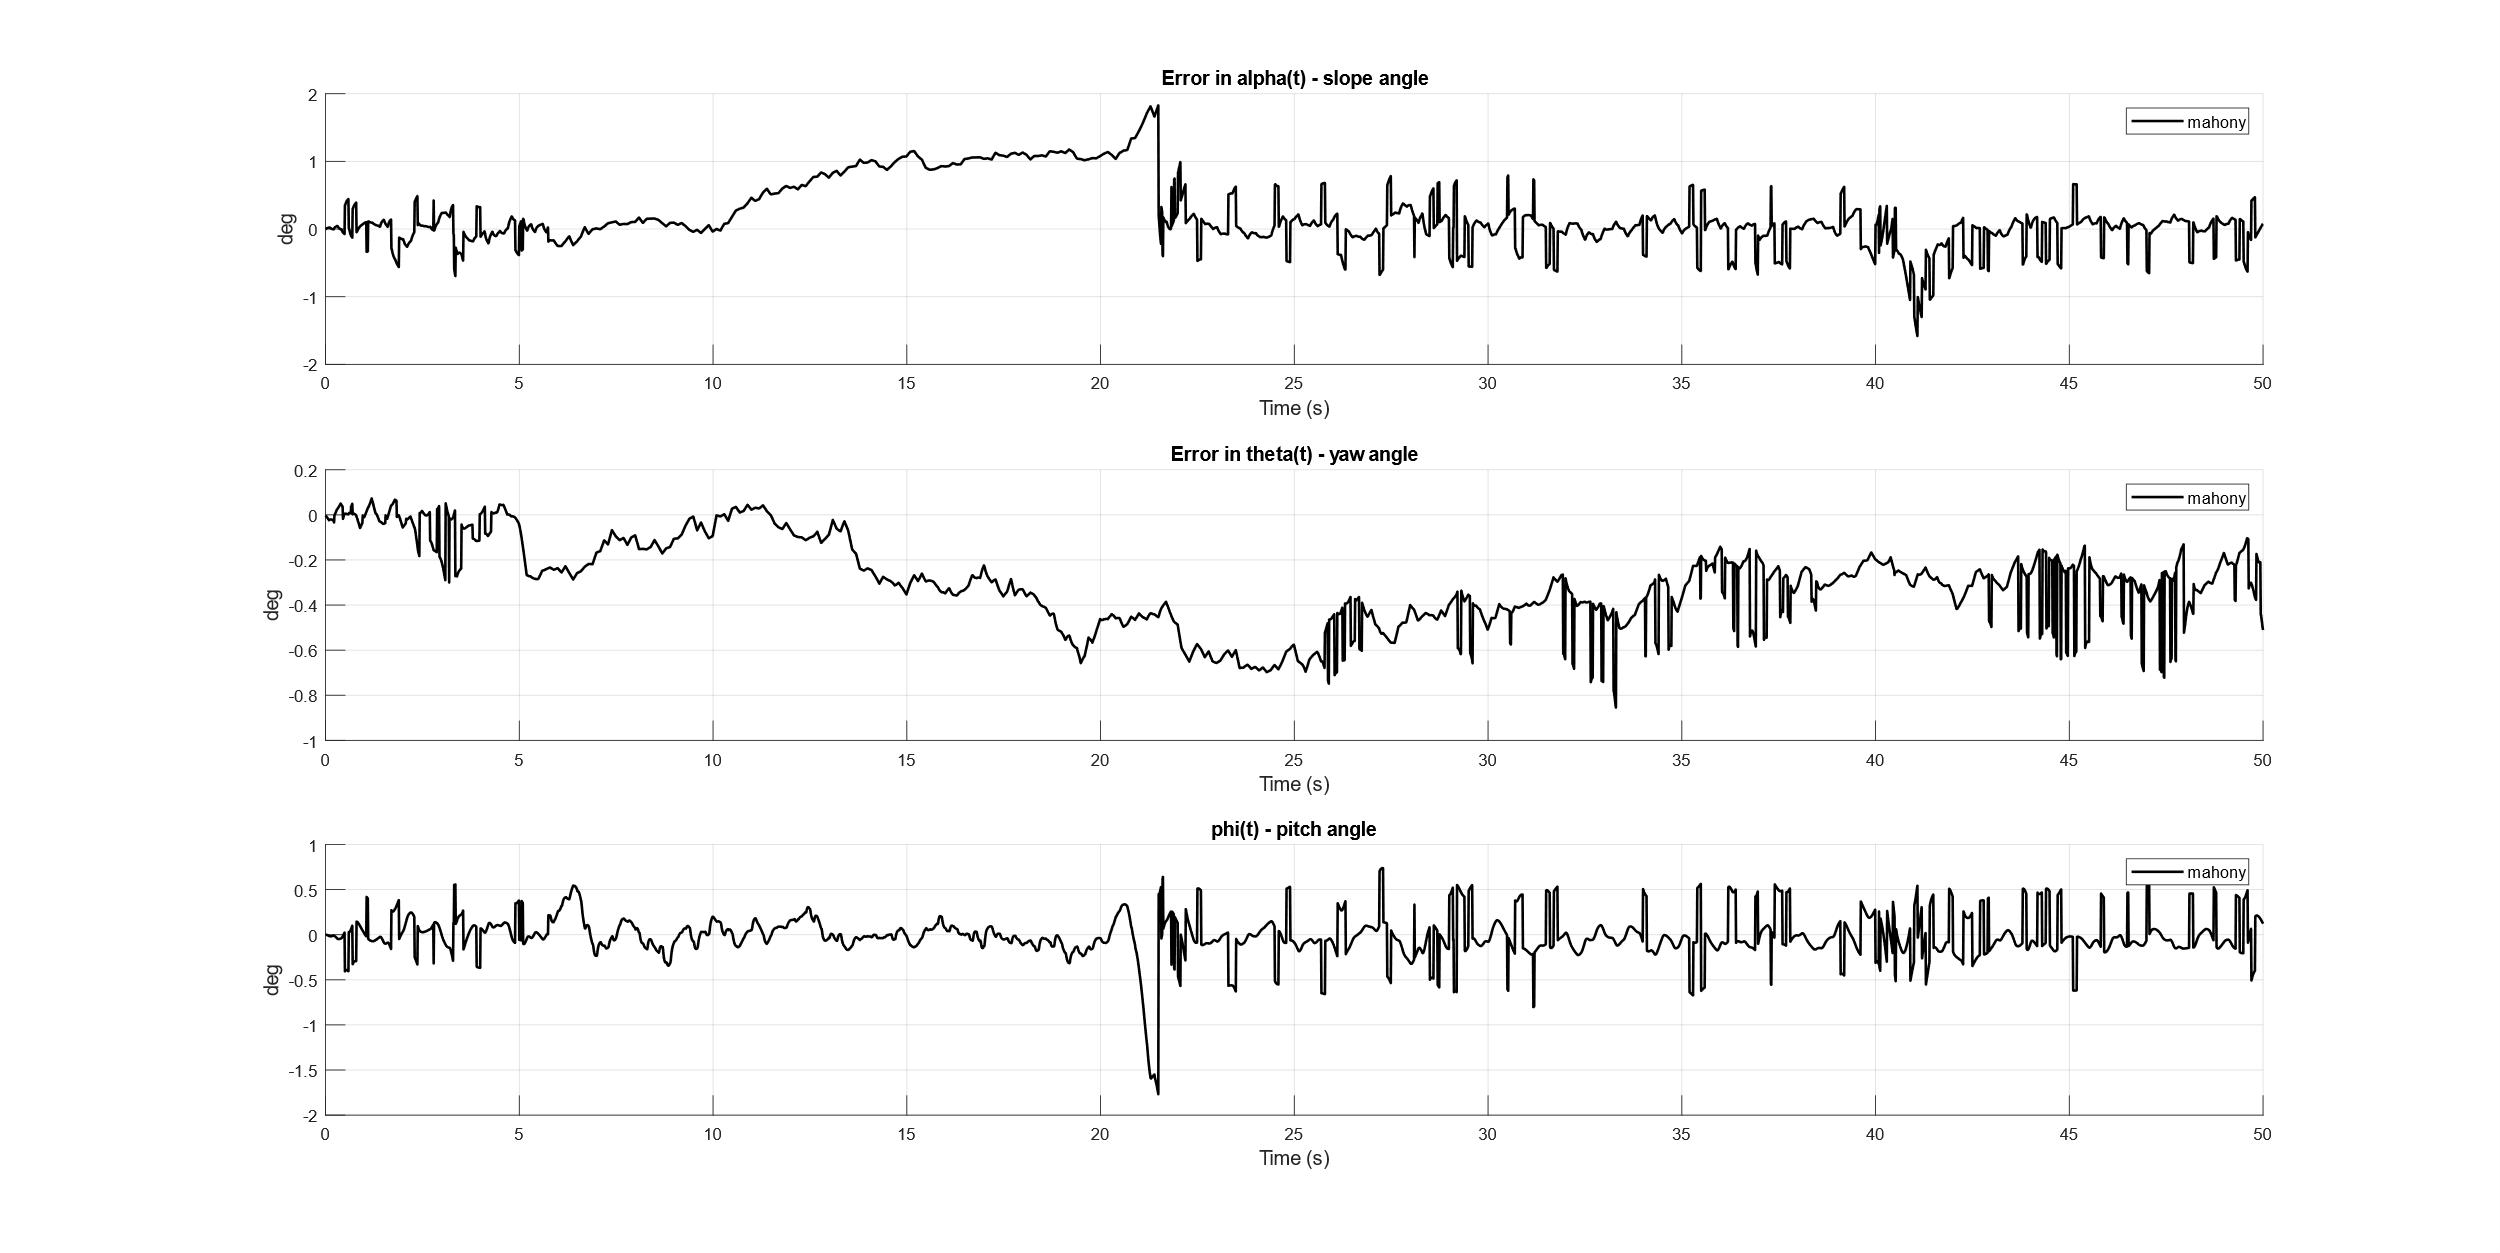 Error in alpha(t) - slope angle
2
1
0
-1
-2
deg
mahony
0 5 10 15 20 25 30 35 40 45 50
Time (s)
Error in theta(t) - yaw angle
0.2
0
-0.2
-0.4
-0.6
-0.8
-1
deg
mahony
0 5 10 15 20 25 30 35 40 45 50
Time (s)
phi(t) - pitch angle
1
0.5
0
-0.5
-1
-1.5
-2
deg
mahony
0 5 10 15 20 25 30 35 40 45 50
Time (s)